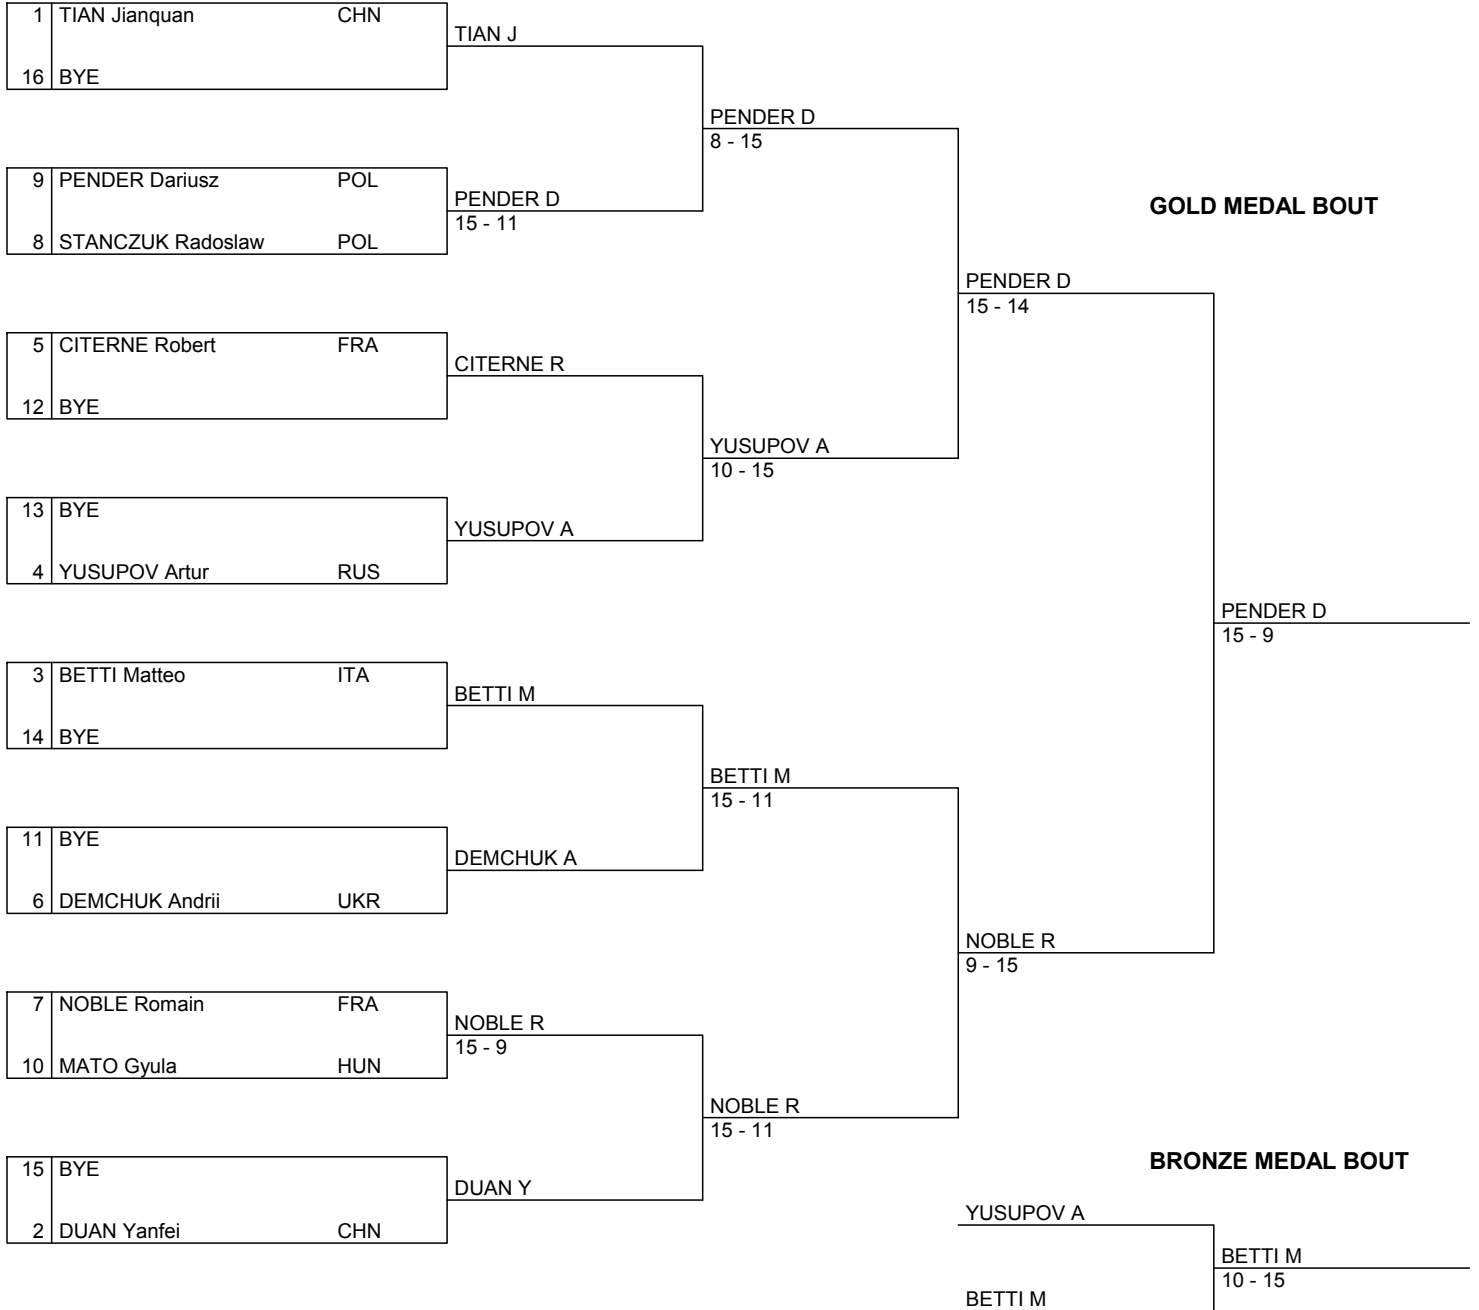 1 TIAN Jianquan CHN
TIAN J
16 BYE
PENDER D
8 - 15
9 PENDER Dariusz POL
PENDER D
15 - 11
8 STANCZUK Radoslaw POL
GOLD MEDAL BOUT
PENDER D
15 - 14
5 CITERNE Robert FRA
CITERNE R
12 BYE
YUSUPOV A
10 - 15
13 BYE
YUSUPOV A
4 YUSUPOV Artur RUS
PENDER D
15 - 9
3 BETTI Matteo ITA
BETTI M
14 BYE
BETTI M
15 - 11
11 BYE
DEMCHUK A
6 DEMCHUK Andrii UKR
NOBLE R
9 - 15
7 NOBLE Romain FRA
NOBLE R
15 - 9
10 MATO Gyula HUN
NOBLE R
15 - 11
15 BYE
DUAN Y
2 DUAN Yanfei CHN
BRONZE MEDAL BOUT
YUSUPOV A
BETTI M
10 - 15
BETTI M